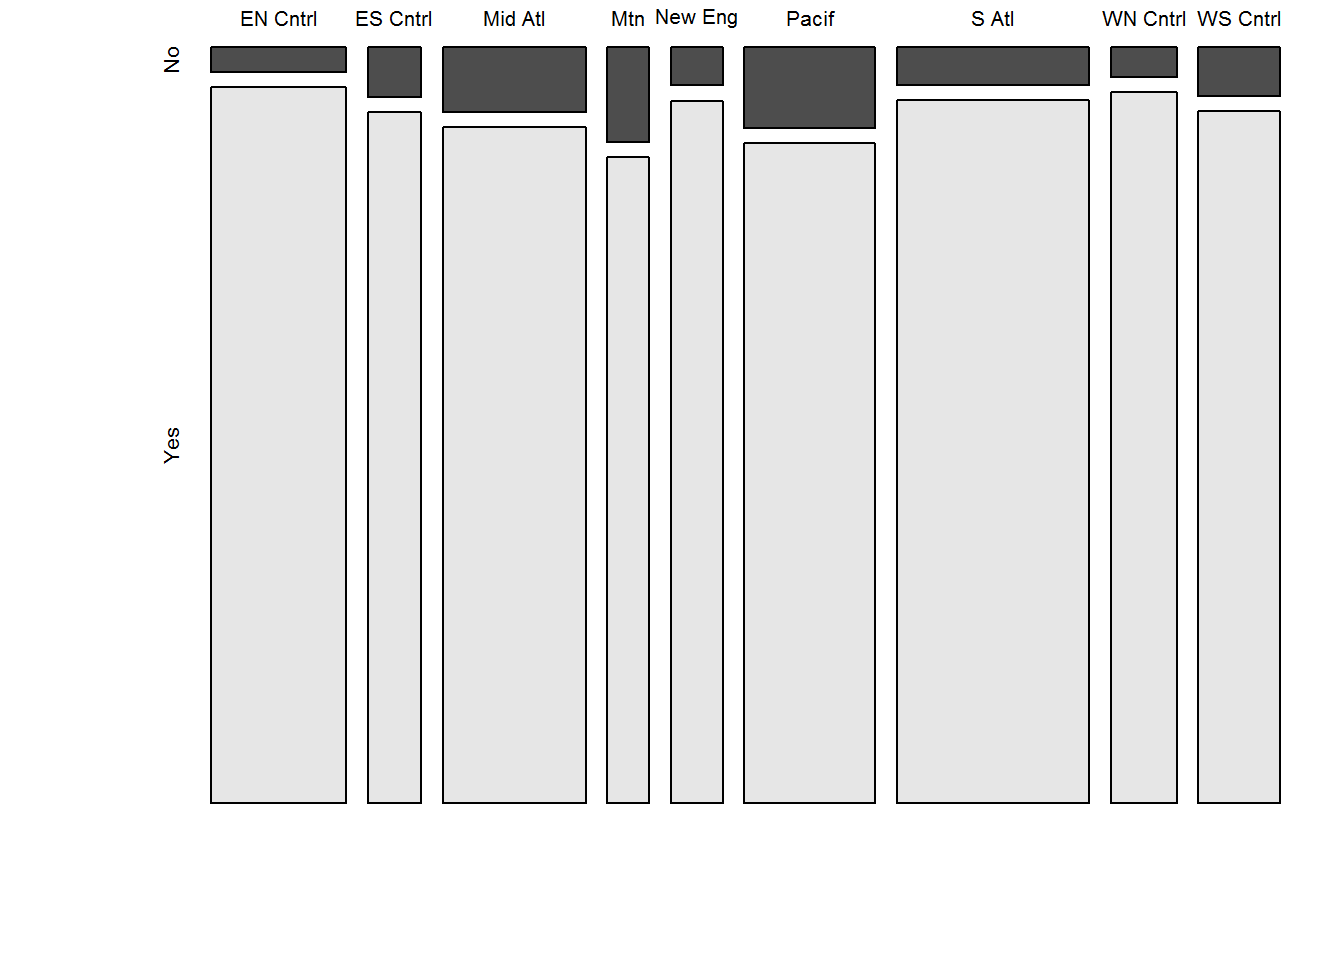 EN Cntrl ES Cntrl Mid Atl Mtn New Eng Pacif S Atl WN Cntrl WS Cntrl
No
Yes